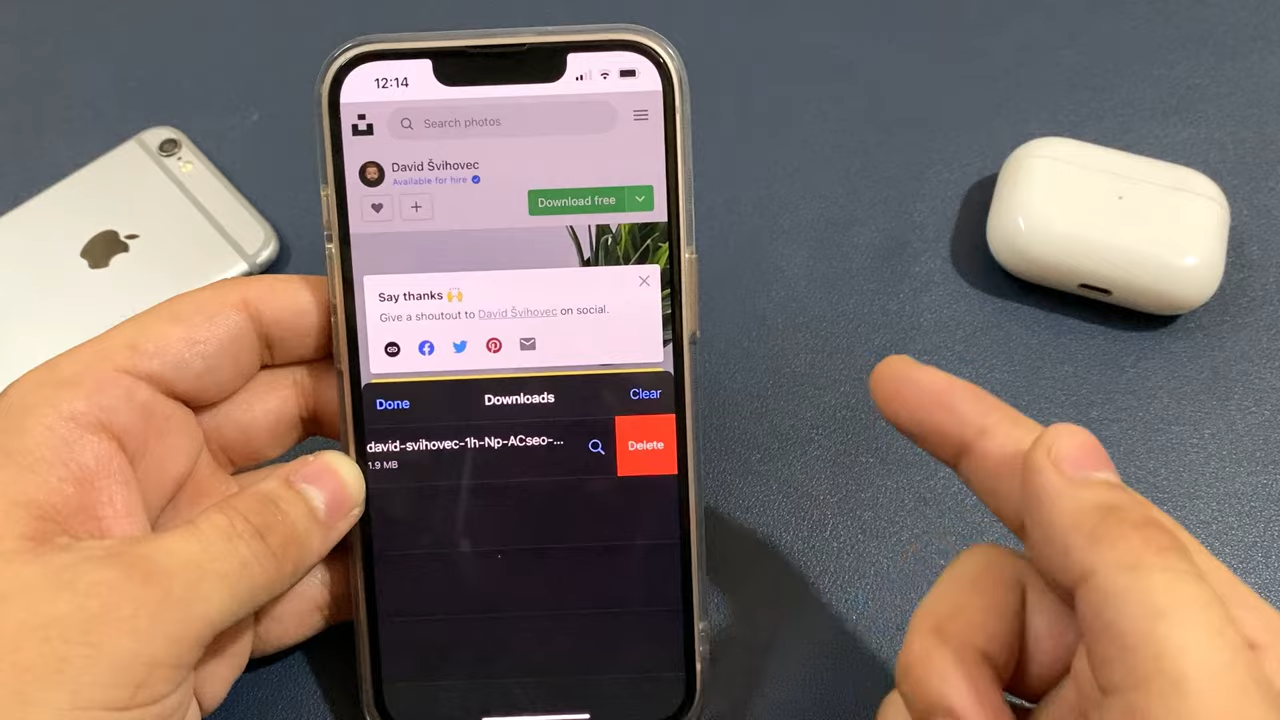 12:14
Search photos
David Švihovec
Available for hire
Download free
Say thanks 🙌
Give a shoutout to David Švihovec on social.
Done
Downloads
Clear
david-svihovec-1h-Np-ACseo-...
1.9 MB
Delete